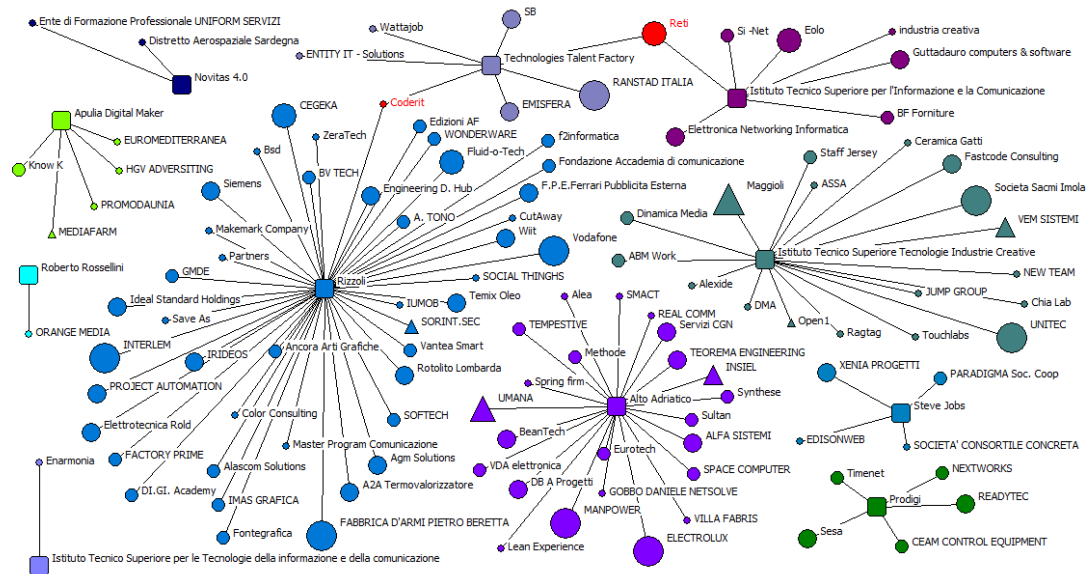 SB
Ente di Formazione Professionale UNIFORM SERVIZI
Wattajob
Reti
Si -Net
Eolo
industria creativa
Distretto Aerospaziale Sardegna
ENTITY IT - Solutions
Technologies Talent Factory
Guttadauro computers & software
Novitas 4.0
RANSTAD ITALIA
Istituto Tecnico Superiore per l'Informazione e la Comunicazione
CEGEKA
Coderit
EMISFERA
BF Forniture
Apulia Digital Maker
Edizioni AF
Elettronica Networking Informatica
ZeraTech
WONDERWARE
f2informatica
EUROMEDITERRANEA
Bsd
Fluid-o-Tech
Ceramica Gatti
Staff Jersey
Fastcode Consulting
Know K
HGV ADVERSITING
BV TECH
Fondazione Accademia di comunicazione
Siemens
Engineering D. Hub
F.P.E.Ferrari Pubblicita Esterna
Maggioli
ASSA
Societa Sacmi Imola
PROMODAUNIA
CutAway
Dinamica Media
MEDIAFARM
Makemark Company
A. TONO
Wiit
VEM SISTEMI
Vodafone
Istituto Tecnico Superiore Tecnologie Industrie Creative
Partners
ABM Work
Roberto Rossellini
GMDE
Rizzoli
SOCIAL THINGHS
NEW TEAM
Alexide
JUMP GROUP
Ideal Standard Holdings
IUMOB
Temix Oleo
Alea
SMACT
DMA
Chia Lab
Save As
REAL COMM
Open1
SORINT.SEC
TEMPESTIVE
Servizi CGN
Ragtag
Touchlabs
UNITEC
ORANGE MEDIA
INTERLEM
IRIDEOS
Ancora Arti Grafiche
Vantea Smart
Methode
TEOREMA ENGINEERING
XENIA PROGETTI
PARADIGMA Soc. Coop
Rotolito Lombarda
INSIEL
PROJECT AUTOMATION
Spring firm
Synthese
Alto Adriatico
Steve Jobs
Color Consulting
SOFTECH
UMANA
Sultan
Elettrotecnica Rold
BeanTech
ALFA SISTEMI
EDISONWEB
SOCIETA' CONSORTILE CONCRETA
Master Program Comunicazione
Eurotech
Enarmonia
FACTORY PRIME
Agm Solutions
VDA elettronica
SPACE COMPUTER
Timenet
NEXTWORKS
Alascom Solutions
A2A Termovalorizzatore
DB A Progetti
GOBBO DANIELE NETSOLVE
DI.GI. Academy
IMAS GRAFICA
MANPOWER
VILLA FABRIS
Prodigi
READYTEC
FABBRICA D'ARMI PIETRO BERETTA
Fontegrafica
Sesa
CEAM CONTROL EQUIPMENT
Lean Experience
ELECTROLUX
Istituto Tecnico Superiore per le Tecnologie della informazione e della comunicazione